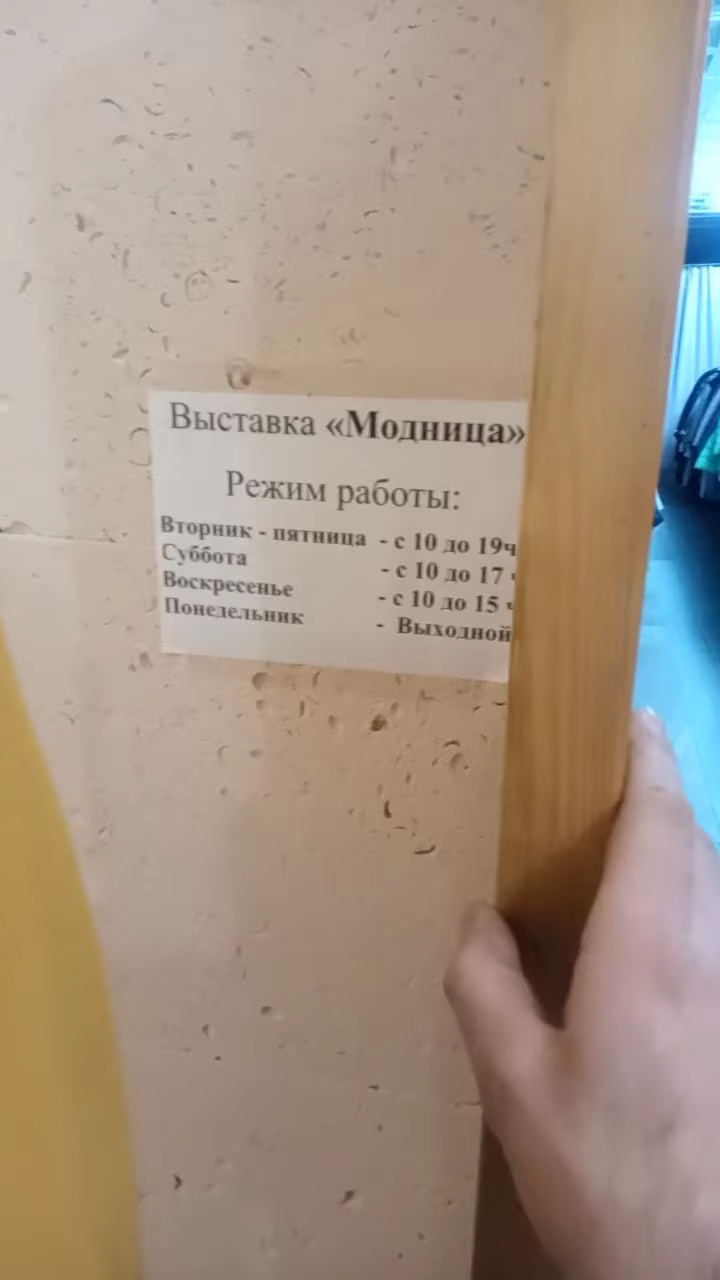 Выставка «Модница»
Режим работы:
Вторник - пятница - с 10 до 19ч
Суббота - с 10 до 17
Воскресенье - с 10 до 15
Понедельник - Выходной